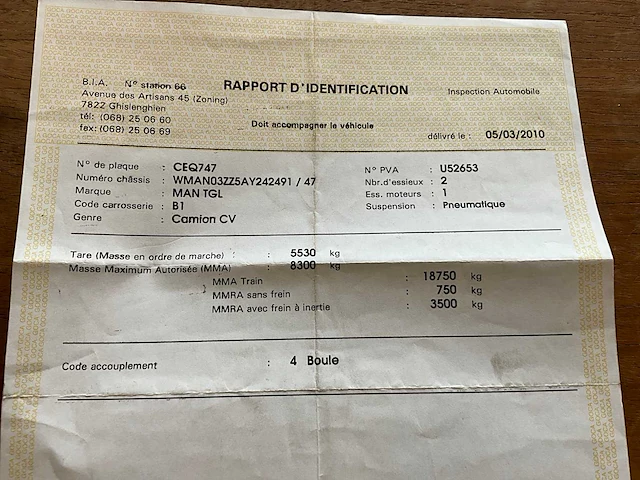 B.I.A. N° station 66
Avenue des Artisans 45 (Zoning)
7822 Ghislenghien
tél: (068) 25 06 60
fax: (068) 25 06 69
RAPPORT D'IDENTIFICATION
Doit accompagner le véhicule
Inspection Automobile
délivré le : 05/03/2010
N° de plaque : CEQ747
Numéro châssis : WMAN03ZZ5AY242491 / 47
Marque : MAN TGL
Code carrosserie : B1
Genre : Camion CV
N° PVA : U52653
Nbr.d'essieux : 2
Ess. moteurs : 1
Suspension : Pneumatique
Tare (Masse en ordre de marche) : 5530 kg
Masse Maximum Autorisée (MMA) : 8300 kg
MMA Train : 18750 kg
MMRA sans frein : 750 kg
MMRA avec frein à inertie : 3500 kg
Code accouplement : 4 Boule